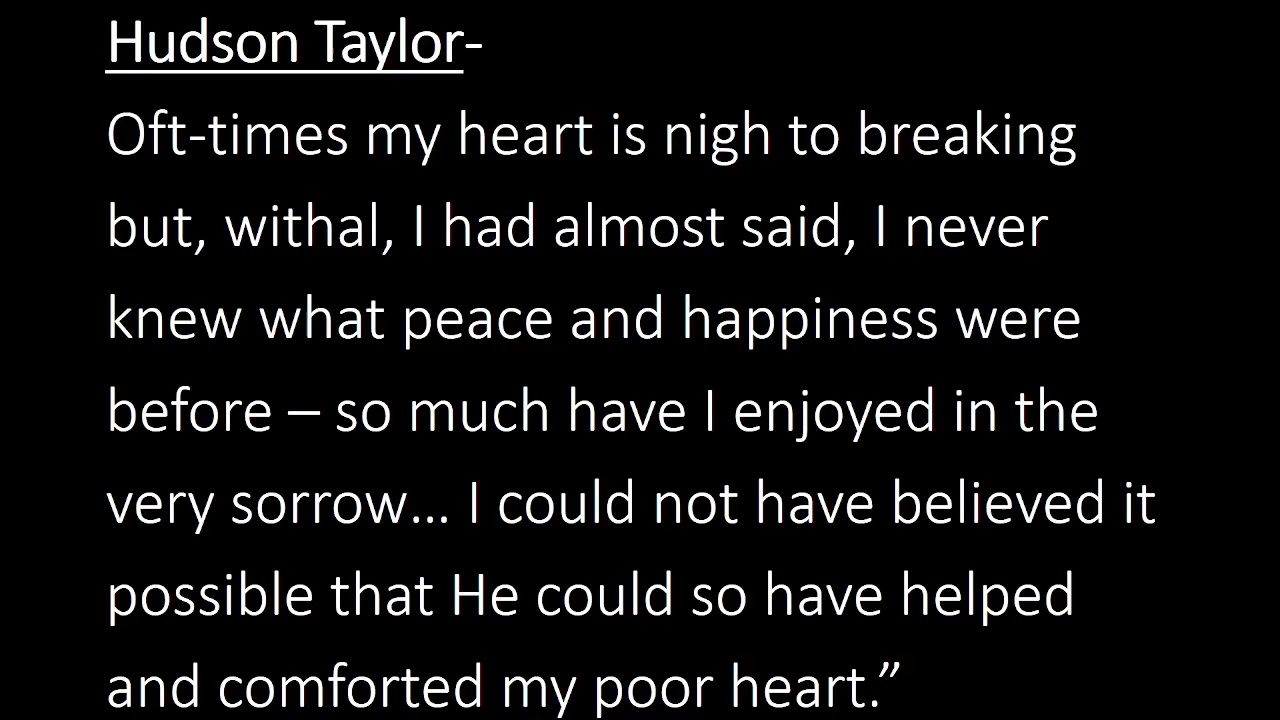 Hudson Taylor-
Oft-times my heart is nigh to breaking
but, withal, I had almost said, I never
knew what peace and happiness were
before – so much have I enjoyed in the
very sorrow… I could not have believed it
possible that He could so have helped
and comforted my poor heart.”